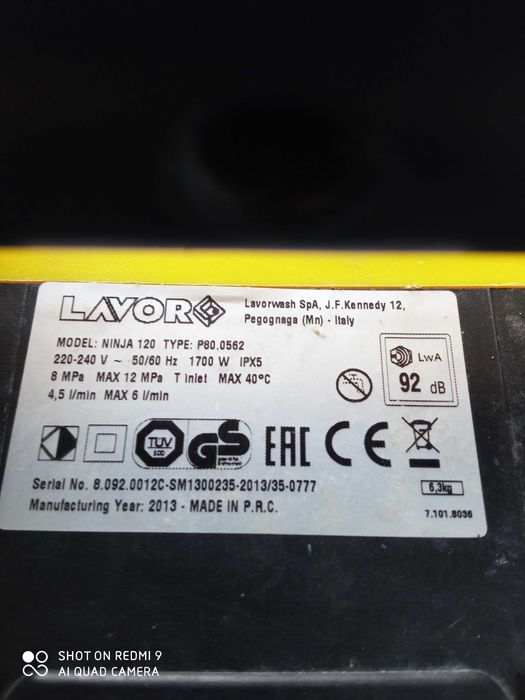 LAVOR
Lavorwash SpA, J.F.Kennedy 12,
Pegognaga (Mn) - Italy
MODEL: NINJA 120 TYPE: P80.0562
220-240 V ~ 50/60 Hz 1700 W IPX5
8 MPa MAX 12 MPa T inlet MAX 40°C
4,5 l/min MAX 6 l/min
LWA
92 dB
TUV
GS
EAC CE
Serial No. 8.092.0012C-SM1300235-2013/35-0777
6,3kg
Manufacturing Year: 2013 - MADE IN P.R.C.
7.101.8036
SHOT ON REDMI 9
AI QUAD CAMERA